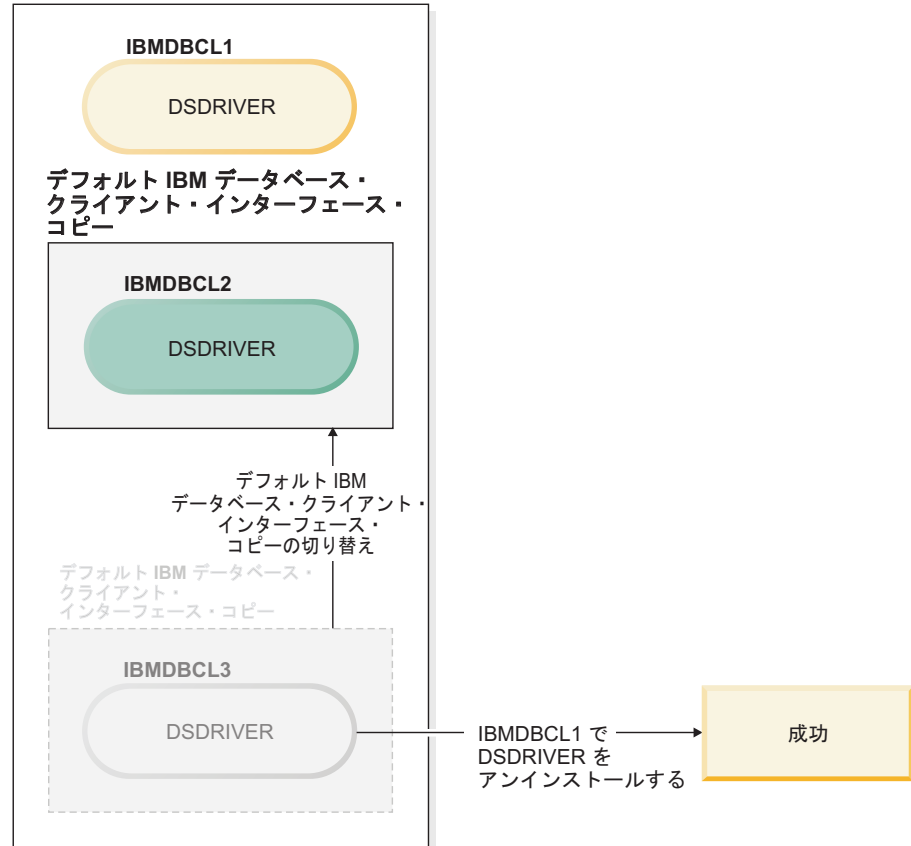 IBMDBCL1
DSDRIVER
デフォルト IBM データベース・
クライアント・インターフェース・
コピー
IBMDBCL2
DSDRIVER
デフォルト IBM
データベース・クライアント・
インターフェース・
コピーの切り替え
デフォルト IBM データベース・
クライアント・
インターフェース・コピー
IBMDBCL3
DSDRIVER
IBMDBCL1 で
DSDRIVER を
アンインストールする
成功